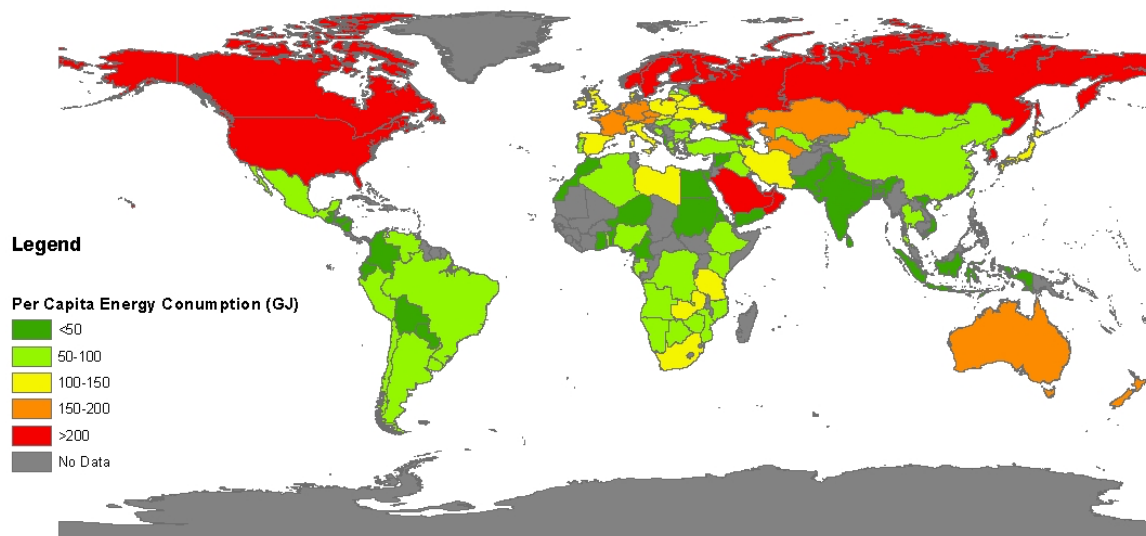 Legend
Per Capita Energy Conumption (GJ)
<50
50-100
100-150
150-200
>200
No Data